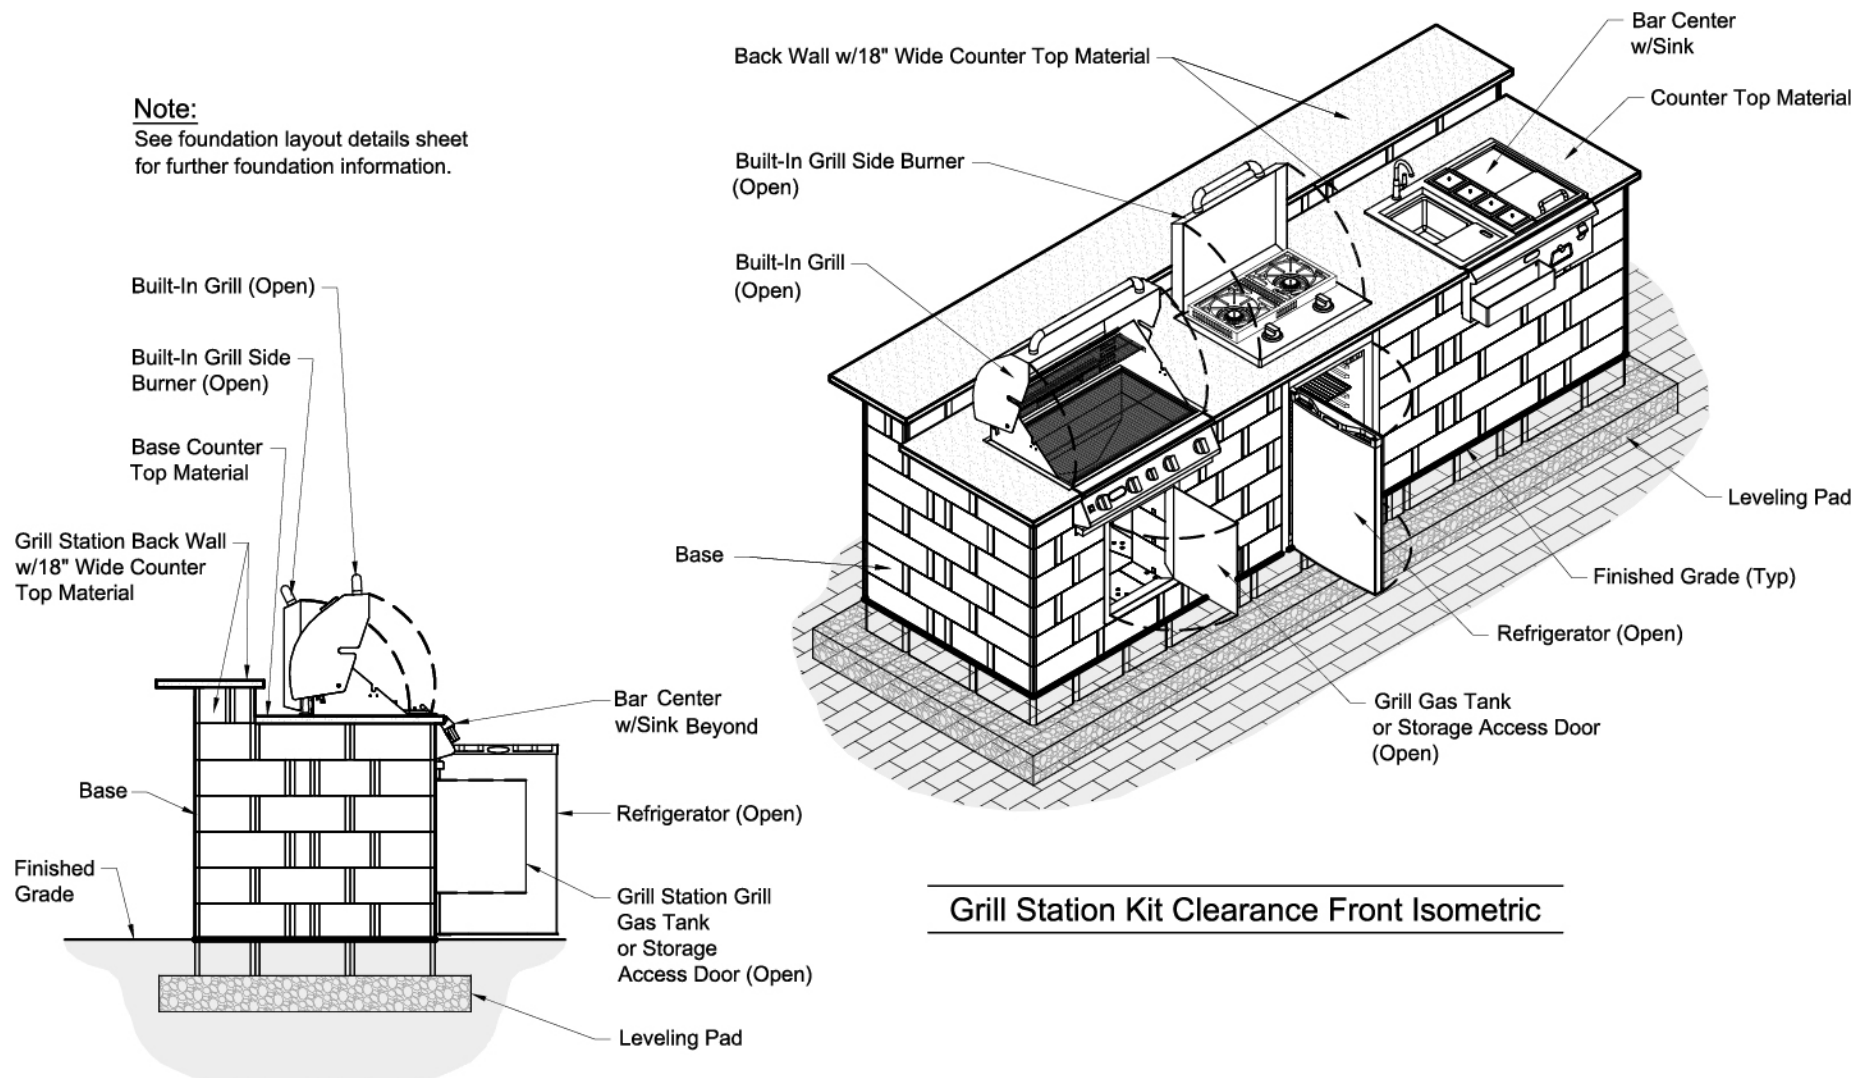 Note:
See foundation layout details sheet
for further foundation information.
Built-In Grill (Open)
Built-In Grill Side
Burner (Open)
Base Counter
Top Material
Grill Station Back Wall
w/18" Wide Counter
Top Material
Base
Finished
Grade
Bar Center
w/Sink Beyond
Refrigerator (Open)
Grill Station Grill
Gas Tank
or Storage
Access Door (Open)
Leveling Pad
Back Wall w/18" Wide Counter Top Material
Built-In Grill Side Burner
(Open)
Built-In Grill
(Open)
Base
Bar Center
w/Sink
Counter Top Material
Leveling Pad
Finished Grade (Typ)
Refrigerator (Open)
Grill Gas Tank
or Storage Access Door
(Open)
Grill Station Kit Clearance Front Isometric